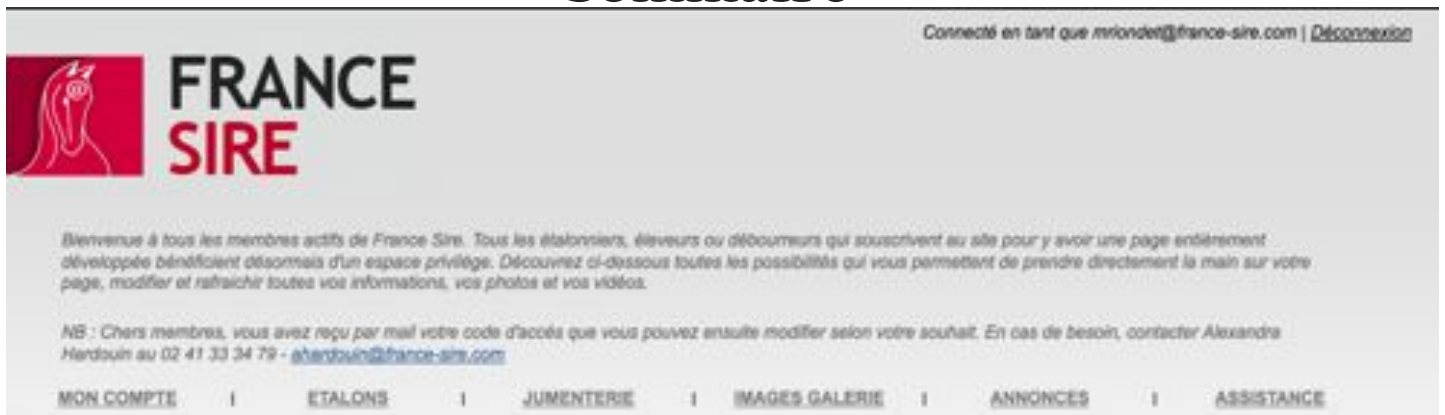 Connecté en tant que mriondet@france-sire.com | Déconnexion
FRANCE
SIRE
Bienvenue à tous les membres actifs de France Sire. Tous les étalonniers, éleveurs ou débourreurs qui souscrivent au site pour y avoir une page entièrement
développée bénéficient désormais d'un espace privilège. Découvrez ci-dessous toutes les possibilités qui vous permettent de prendre directement la main sur votre
page, modifier et rafraichir toutes vos informations, vos photos et vos vidéos.
NB : Chers membres, vous avez reçu par mail votre code d'accés que vous pouvez ensuite modifier selon votre souhait. En cas de besoin, contacter Alexandra
Hardouin au 02 41 33 34 79 - ahardouin@france-sire.com
MON COMPTE | ETALONS | JUMENTERIE | IMAGES GALERIE | ANNONCES | ASSISTANCE